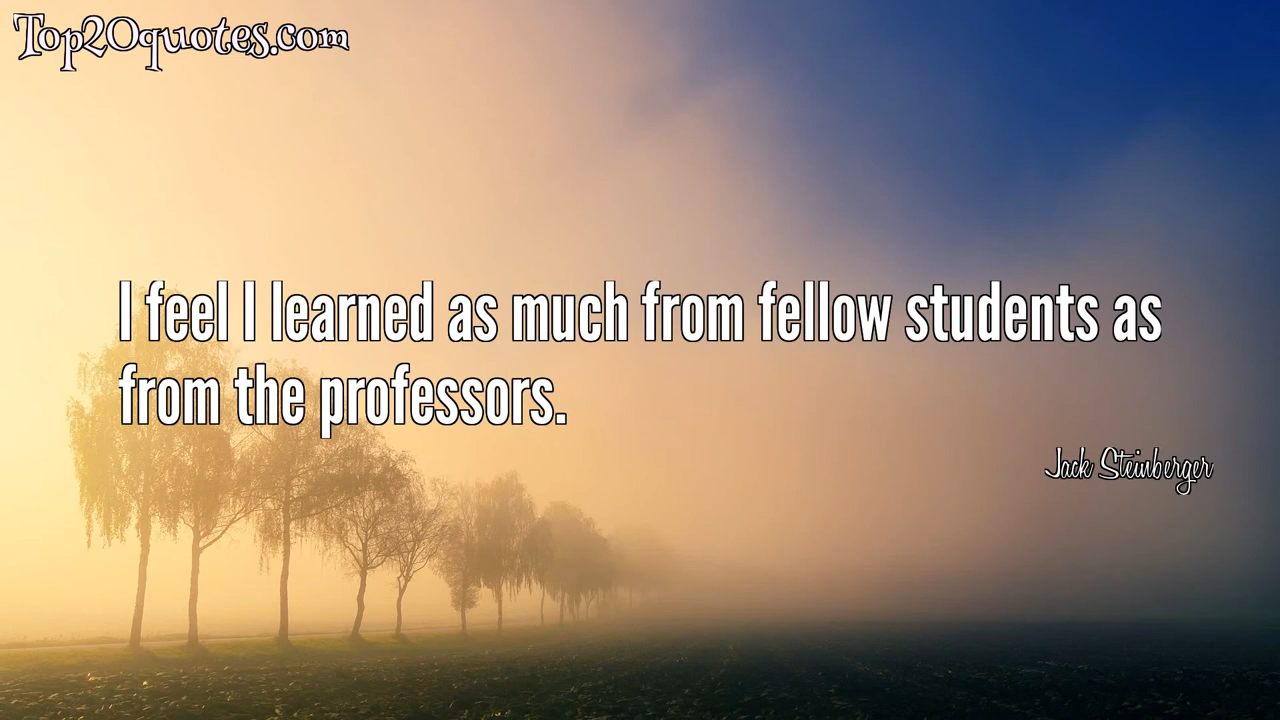 Top20quotes.com
I feel I learned as much from fellow students as
from the professors.
Jack Steinberger